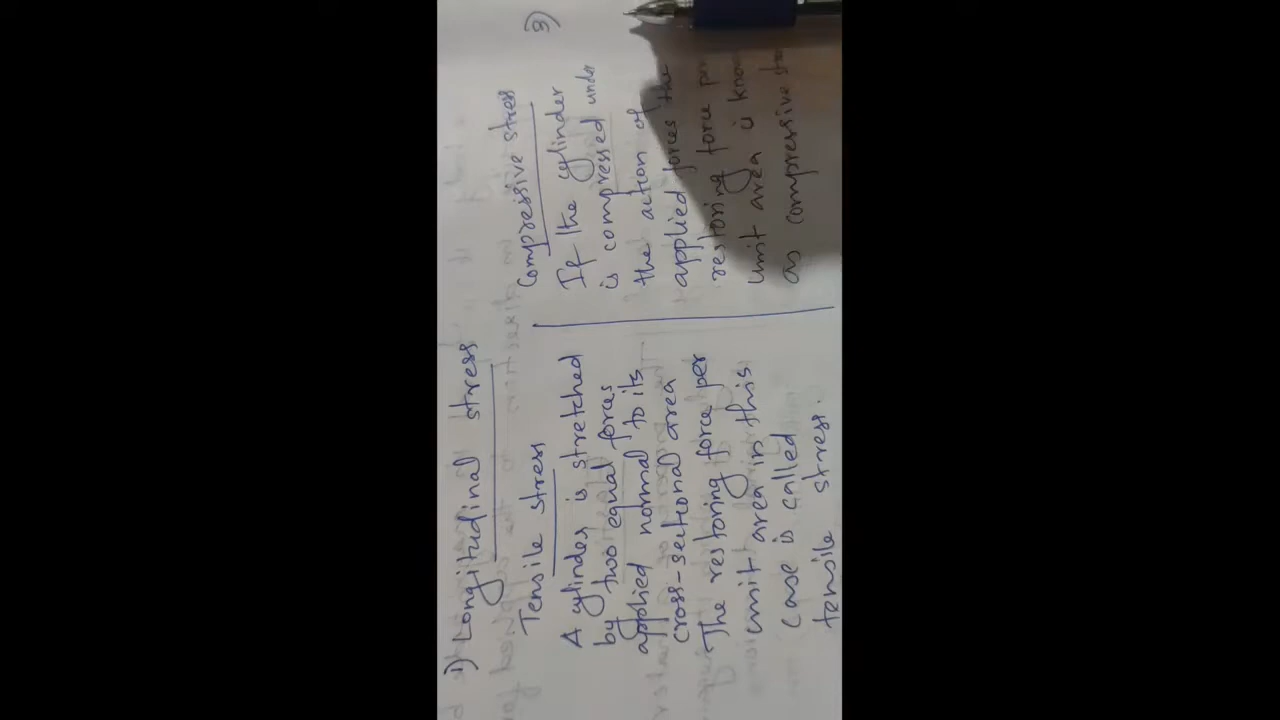 1) Longitudinal stress
Tensile stress
A cylinder is stretched
by two equal forces
applied normal to its
cross-sectional area
The restoring force per
unit area in this
case is called
tensile stress.
Compressive stress
If the cylinder
is compressed under
the action of
applied forces the
restoring force
unit area is
as compressive
3)